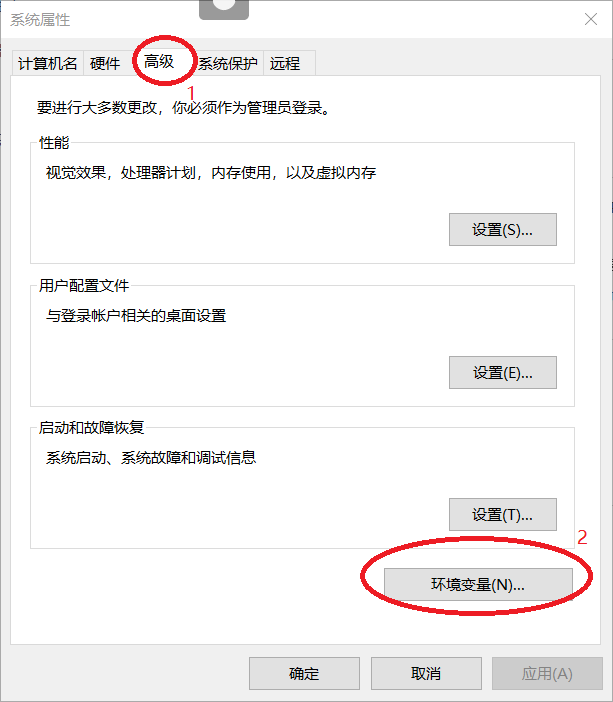 系统属性
计算机名 硬件 高级 系统保护 远程
1
要进行大多数更改，你必须作为管理员登录。
性能
视觉效果，处理器计划，内存使用，以及虚拟内存
设置(S)...
用户配置文件
与登录帐户相关的桌面设置
设置(E)...
启动和故障恢复
系统启动、系统故障和调试信息
设置(T)...
2
环境变量(N)...
确定 取消 应用(A)